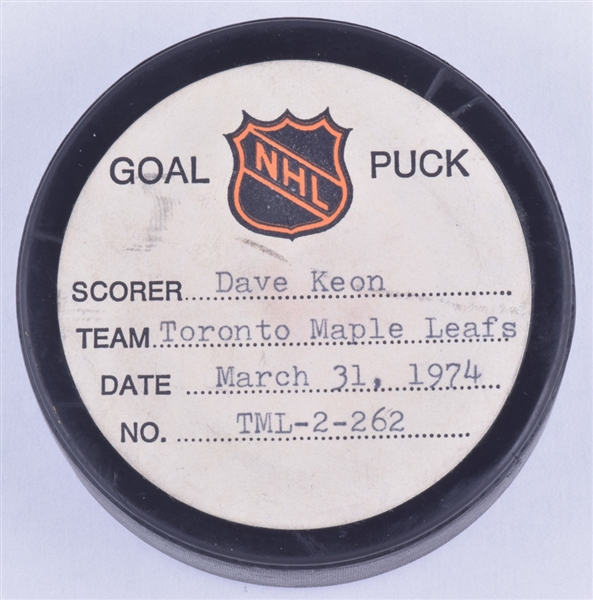 GOAL NHL PUCK
SCORER Dave Keon
TEAM Toronto Maple Leafs
DATE March 31, 1974
NO. TML-2-262